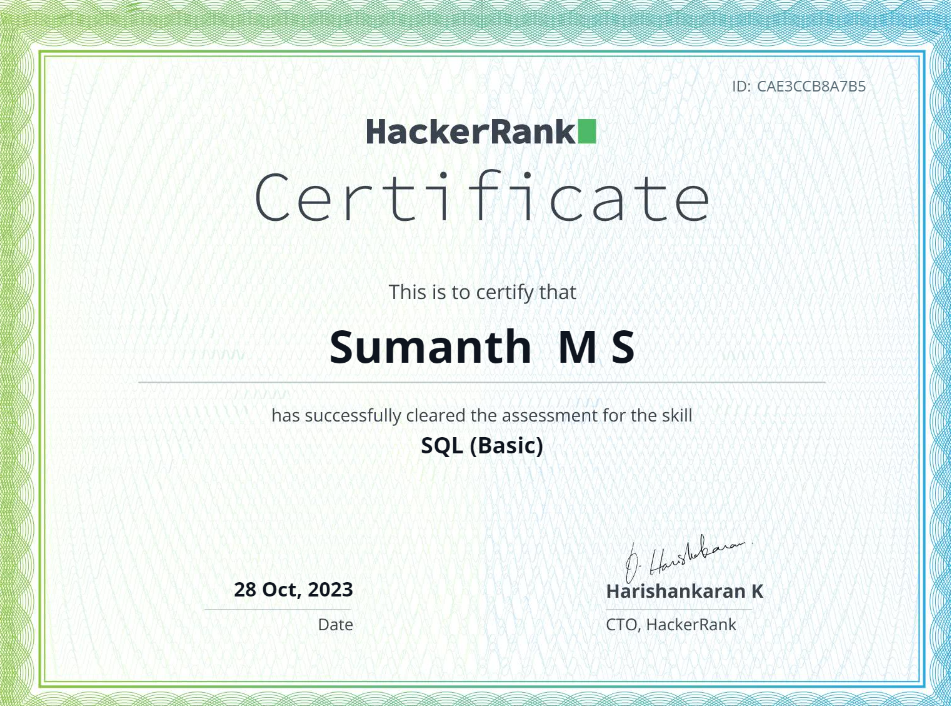 ID: CAE3CCB8A7B5
HackerRank
Certificate
This is to certify that
Sumanth M S
has successfully cleared the assessment for the skill
SQL (Basic)
28 Oct, 2023
Date
Harishankaran
Harishankaran K
CTO, HackerRank